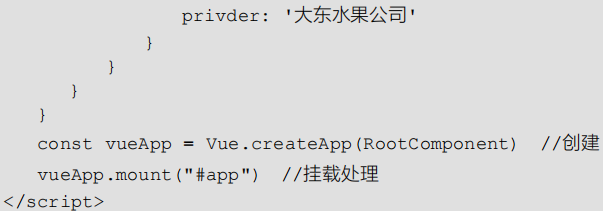 privder: '大东水果公司'
}
}
}
}
const vueApp = Vue.createApp(RootComponent) //创建
vueApp.mount("#app") //挂载处理
</script>